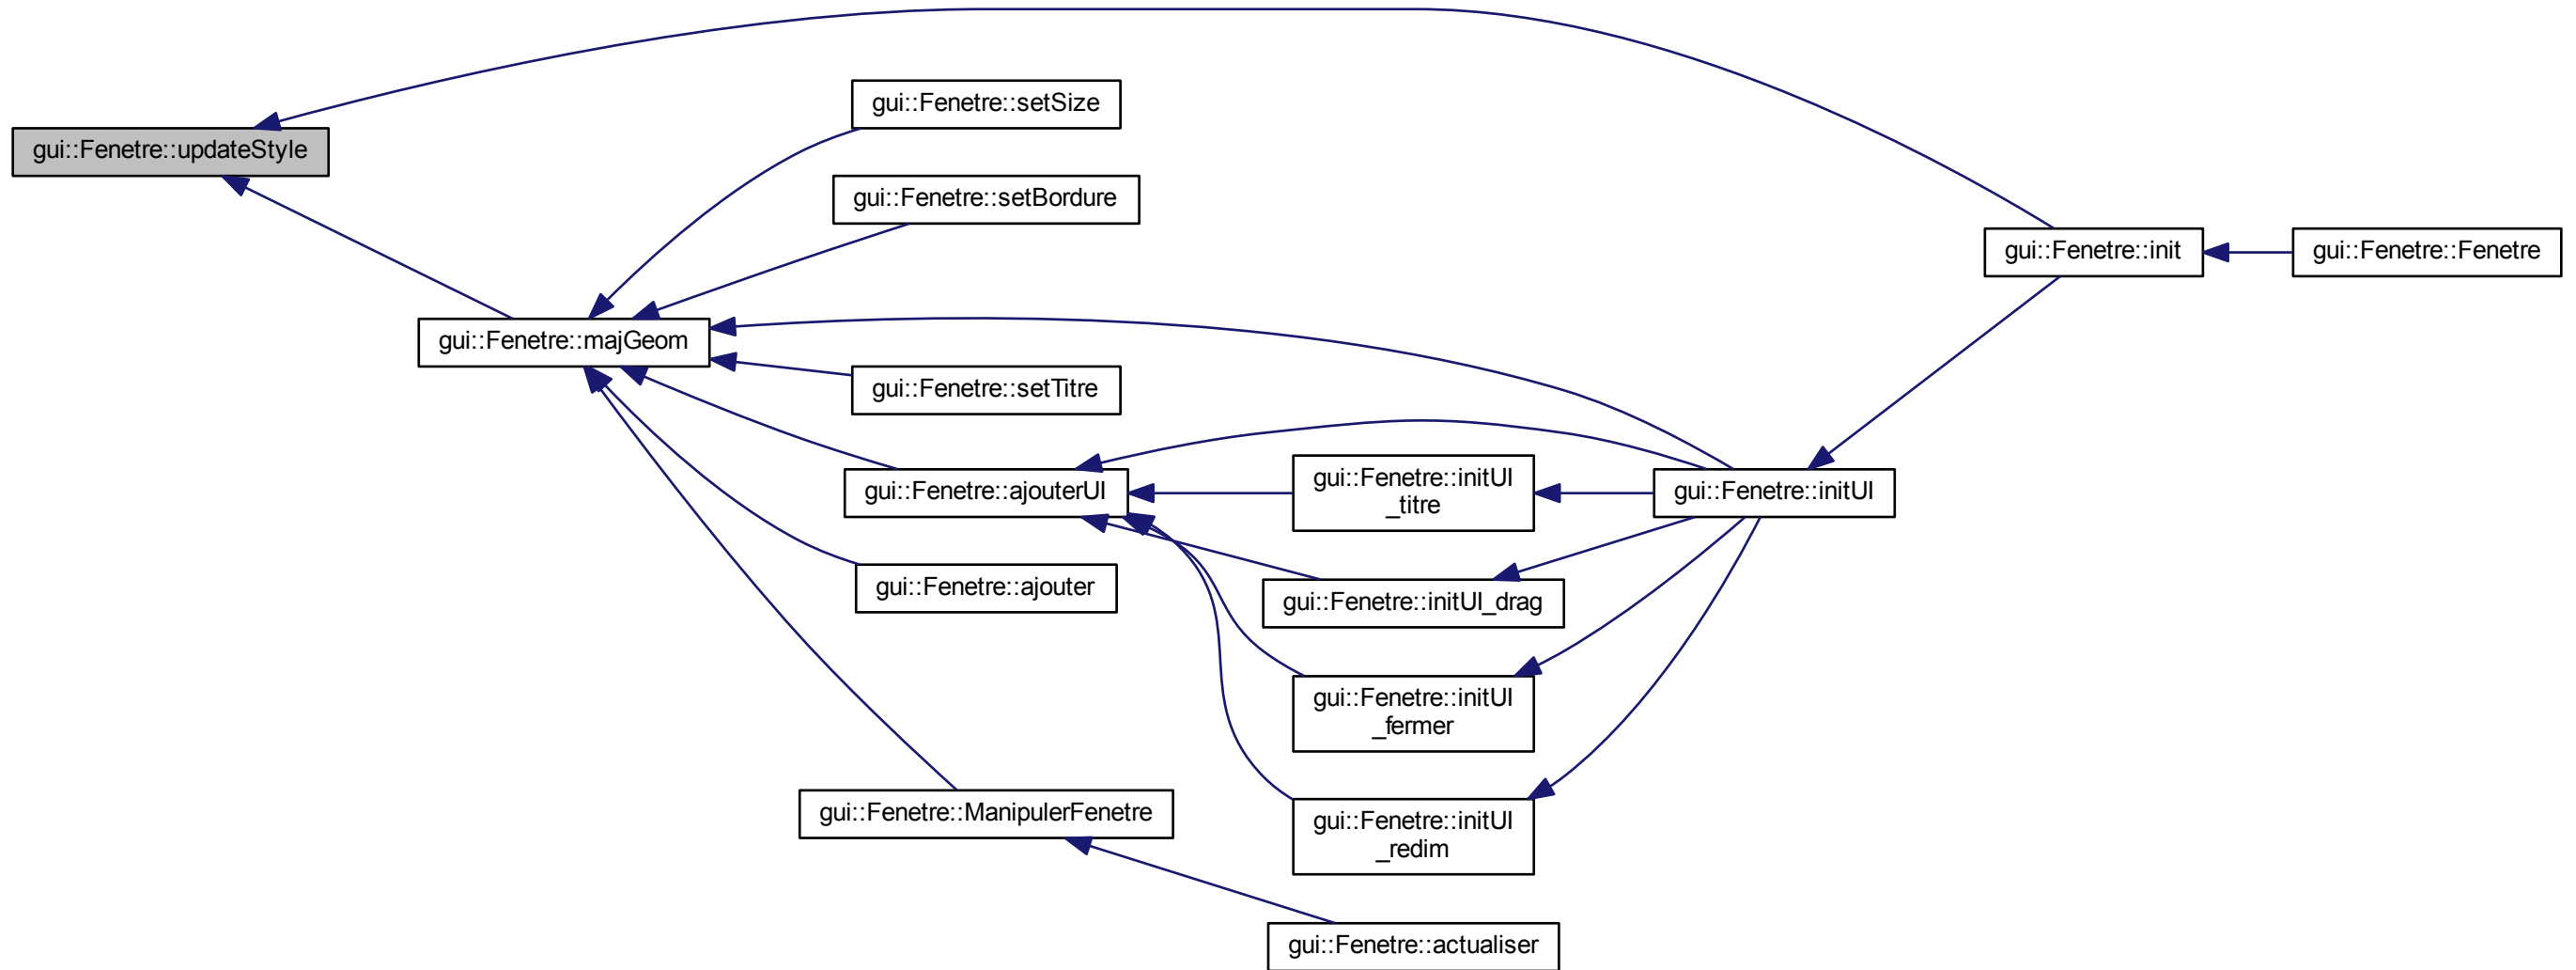 gui::Fenetre::updateStyle
gui::Fenetre::setSize
gui::Fenetre::setBordure
gui::Fenetre::init
gui::Fenetre::Fenetre
gui::Fenetre::majGeom
gui::Fenetre::setTitre
gui::Fenetre::ajouterUI
gui::Fenetre::initUI
_titre
gui::Fenetre::initUI
gui::Fenetre::ajouter
gui::Fenetre::initUI_drag
gui::Fenetre::initUI
_fermer
gui::Fenetre::ManipulerFenetre
gui::Fenetre::initUI
_redim
gui::Fenetre::actualiser